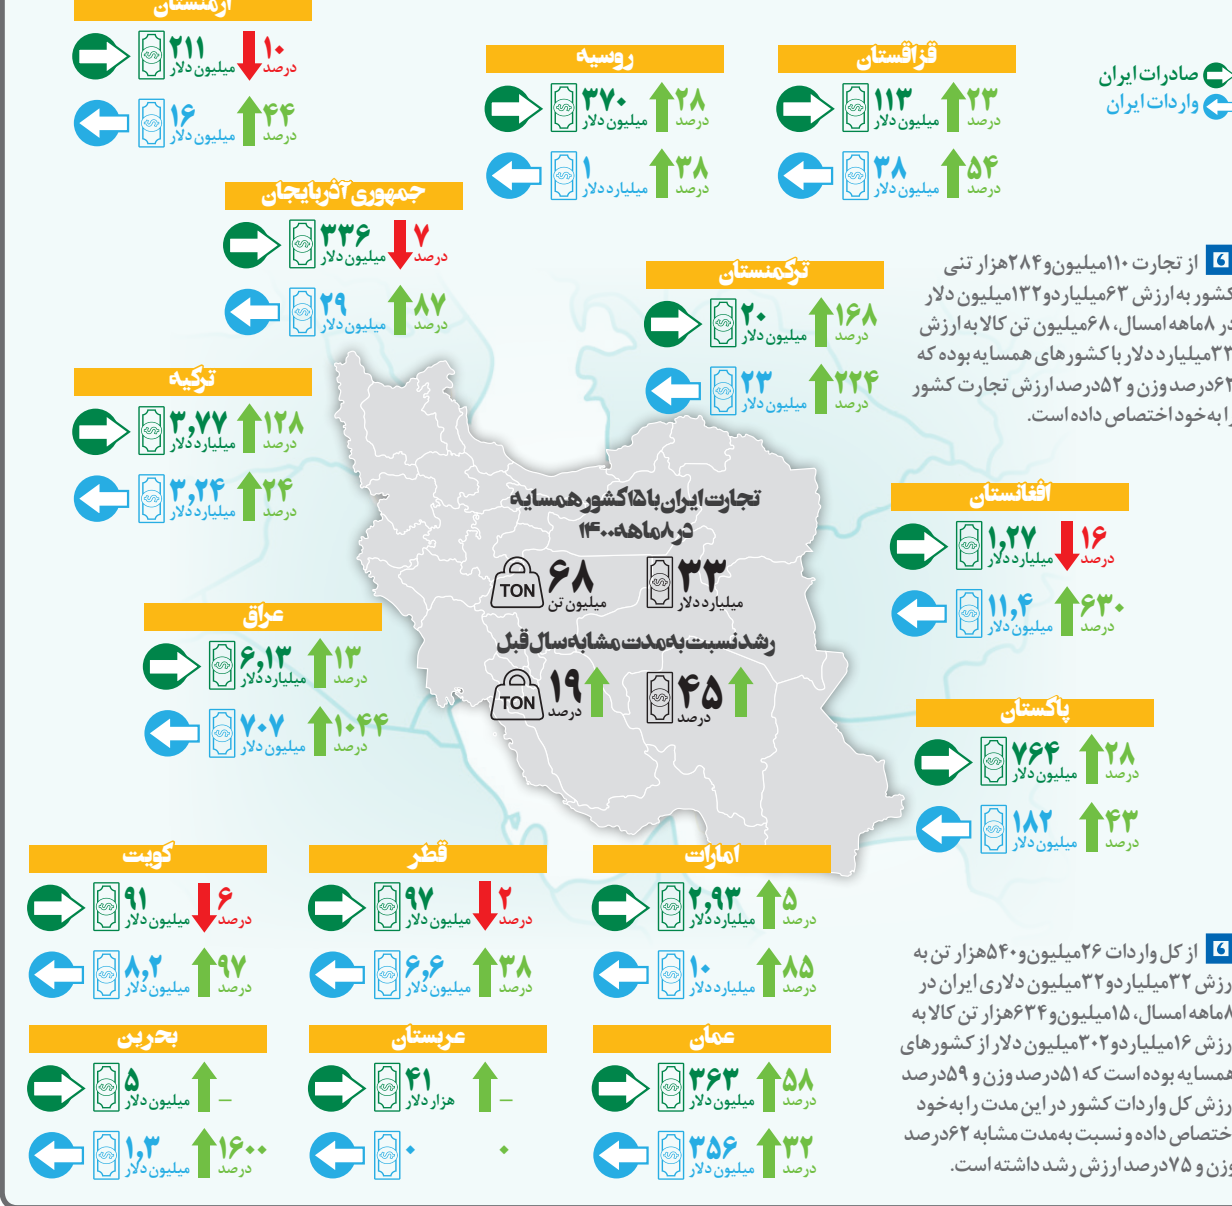 ارمنستان
۱۰ درصد
۲۱۱ میلیون دلار
۴۴ درصد
۱۶ میلیون دلار
روسیه
۲۸ درصد
۳۷۰ میلیون دلار
۳۸ درصد
۱ میلیارد دلار
قزاقستان
۲۳ درصد
۱۱۳ میلیون دلار
۵۴ درصد
۳۸ میلیون دلار
صادرات ایران
واردات ایران
جمهوری آذربایجان
۷ درصد
۳۳۶ میلیون دلار
۸۷ درصد
۲۹ میلیون دلار
ترکمنستان
۱۶۸ درصد
۲۰ میلیون دلار
۲۲۴ درصد
۲۳ میلیون دلار
از تجارت ۱۱۰میلیون‌و۲۸۴هزار تنی
کشور به ارزش ۶۳میلیاردو۱۳۲میلیون دلار
در ۸ماهه امسال، ۶۸میلیون تن کالا به ارزش
۳۳میلیارد دلار با کشورهای همسایه بوده که
۶۲درصد وزن و ۵۲درصد ارزش تجارت کشور
را به‌خود اختصاص داده است.
ترکیه
۱۲۸ درصد
۳,۷۷ میلیارد دلار
۲۴ درصد
۳,۲۴ میلیارد دلار
تجارت ایران با ۱۵کشور همسایه
در ۸ماهه ۱۴۰۰
۳۳ میلیارد دلار
۶۸ میلیون تن
TON
رشد نسبت به مدت مشابه سال قبل
۴۵ درصد
۱۹ درصد
TON
افغانستان
۱۶ درصد
۱,۲۷ میلیارد دلار
۶۳۰ درصد
۱۱,۴ میلیون دلار
عراق
۱۳ درصد
۶,۱۳ میلیارد دلار
۱۰۴۴ درصد
۷۰۷ میلیون دلار
پاکستان
۲۸ درصد
۷۶۴ میلیون دلار
۴۳ درصد
۱۸۲ میلیون دلار
کویت
۶ درصد
۹۱ میلیون دلار
۹۷ درصد
۸,۲ میلیون دلار
قطر
۲ درصد
۹۷ میلیون دلار
۳۸ درصد
۶,۶ میلیون دلار
امارات
۵ درصد
۲,۹۳ میلیارد دلار
۸۵ درصد
۱۰ میلیارد دلار
بحرین
–
۵ میلیون دلار
۱۶۰۰ درصد
۱,۳ میلیون دلار
عربستان
–
۴۱ هزار دلار
۰
۰
عمان
۵۸ درصد
۳۶۳ میلیون دلار
۳۲ درصد
۳۵۶ میلیون دلار
از کل واردات ۲۶میلیون‌و۵۴۰هزار تن به
ارزش ۳۲میلیاردو۳۲میلیون دلاری ایران در
۸ماهه امسال، ۱۵میلیون‌و۶۳۴هزار تن کالا به
ارزش ۱۶میلیاردو۳۰۲میلیون دلار از کشورهای
همسایه بوده است که ۵۱درصد وزن و ۵۹درصد
ارزش کل واردات کشور در این مدت را به‌خود
اختصاص داده و نسبت به‌مدت مشابه ۶۲درصد
وزن و ۷۵درصد ارزش رشد داشته است.